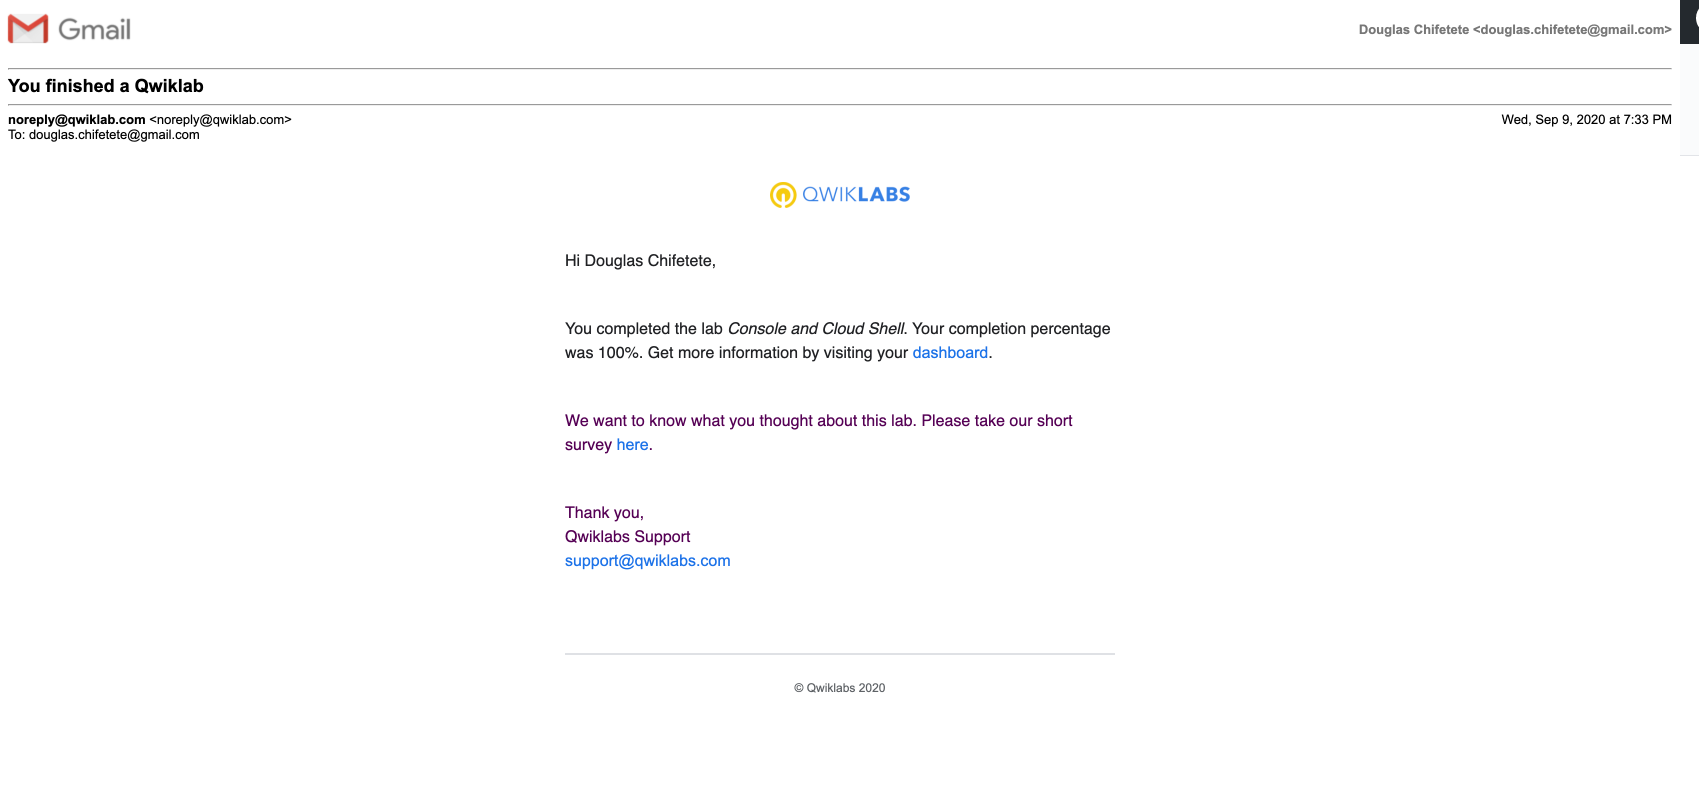 Gmail
Douglas Chifetete <douglas.chifetete@gmail.com>
You finished a Qwiklab
noreply@qwiklab.com <noreply@qwiklab.com>
Wed, Sep 9, 2020 at 7:33 PM
To: douglas.chifetete@gmail.com
QWIKLABS
Hi Douglas Chifetete,
You completed the lab Console and Cloud Shell. Your completion percentage
was 100%. Get more information by visiting your dashboard.
We want to know what you thought about this lab. Please take our short
survey here.
Thank you,
Qwiklabs Support
support@qwiklabs.com
© Qwiklabs 2020